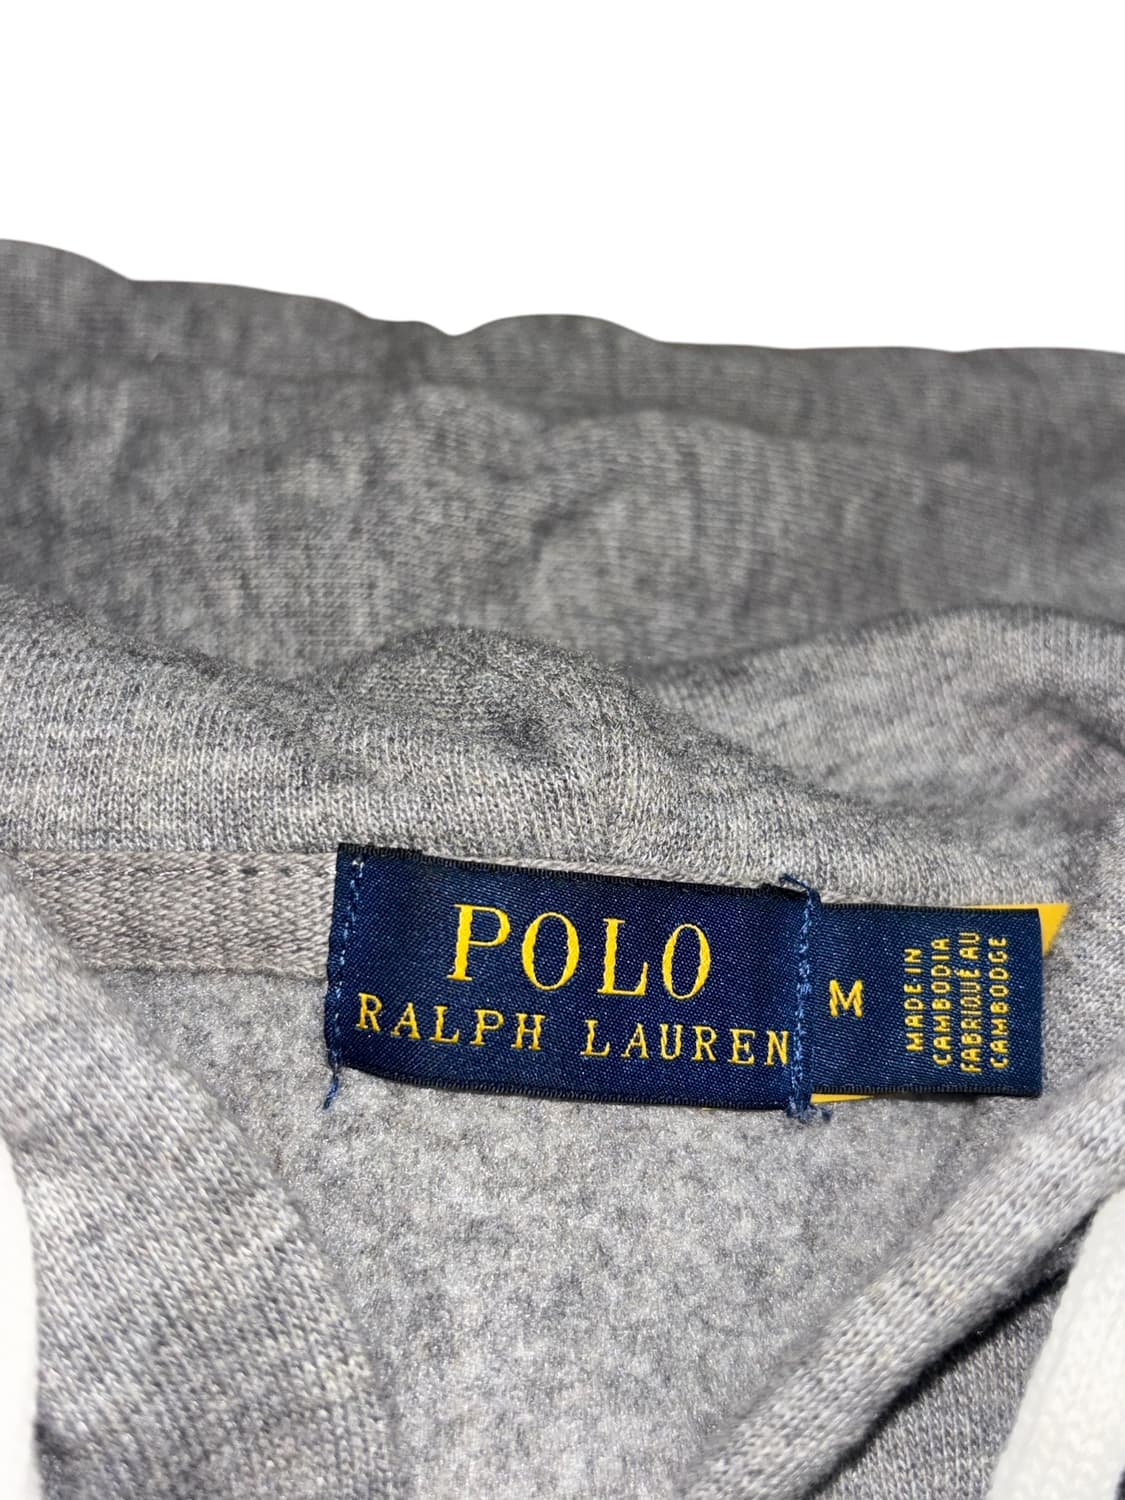 POLO
RALPH LAUREN
M
MADE IN
CAMBODIA
FABRIQUÉ AU
CAMBODGE